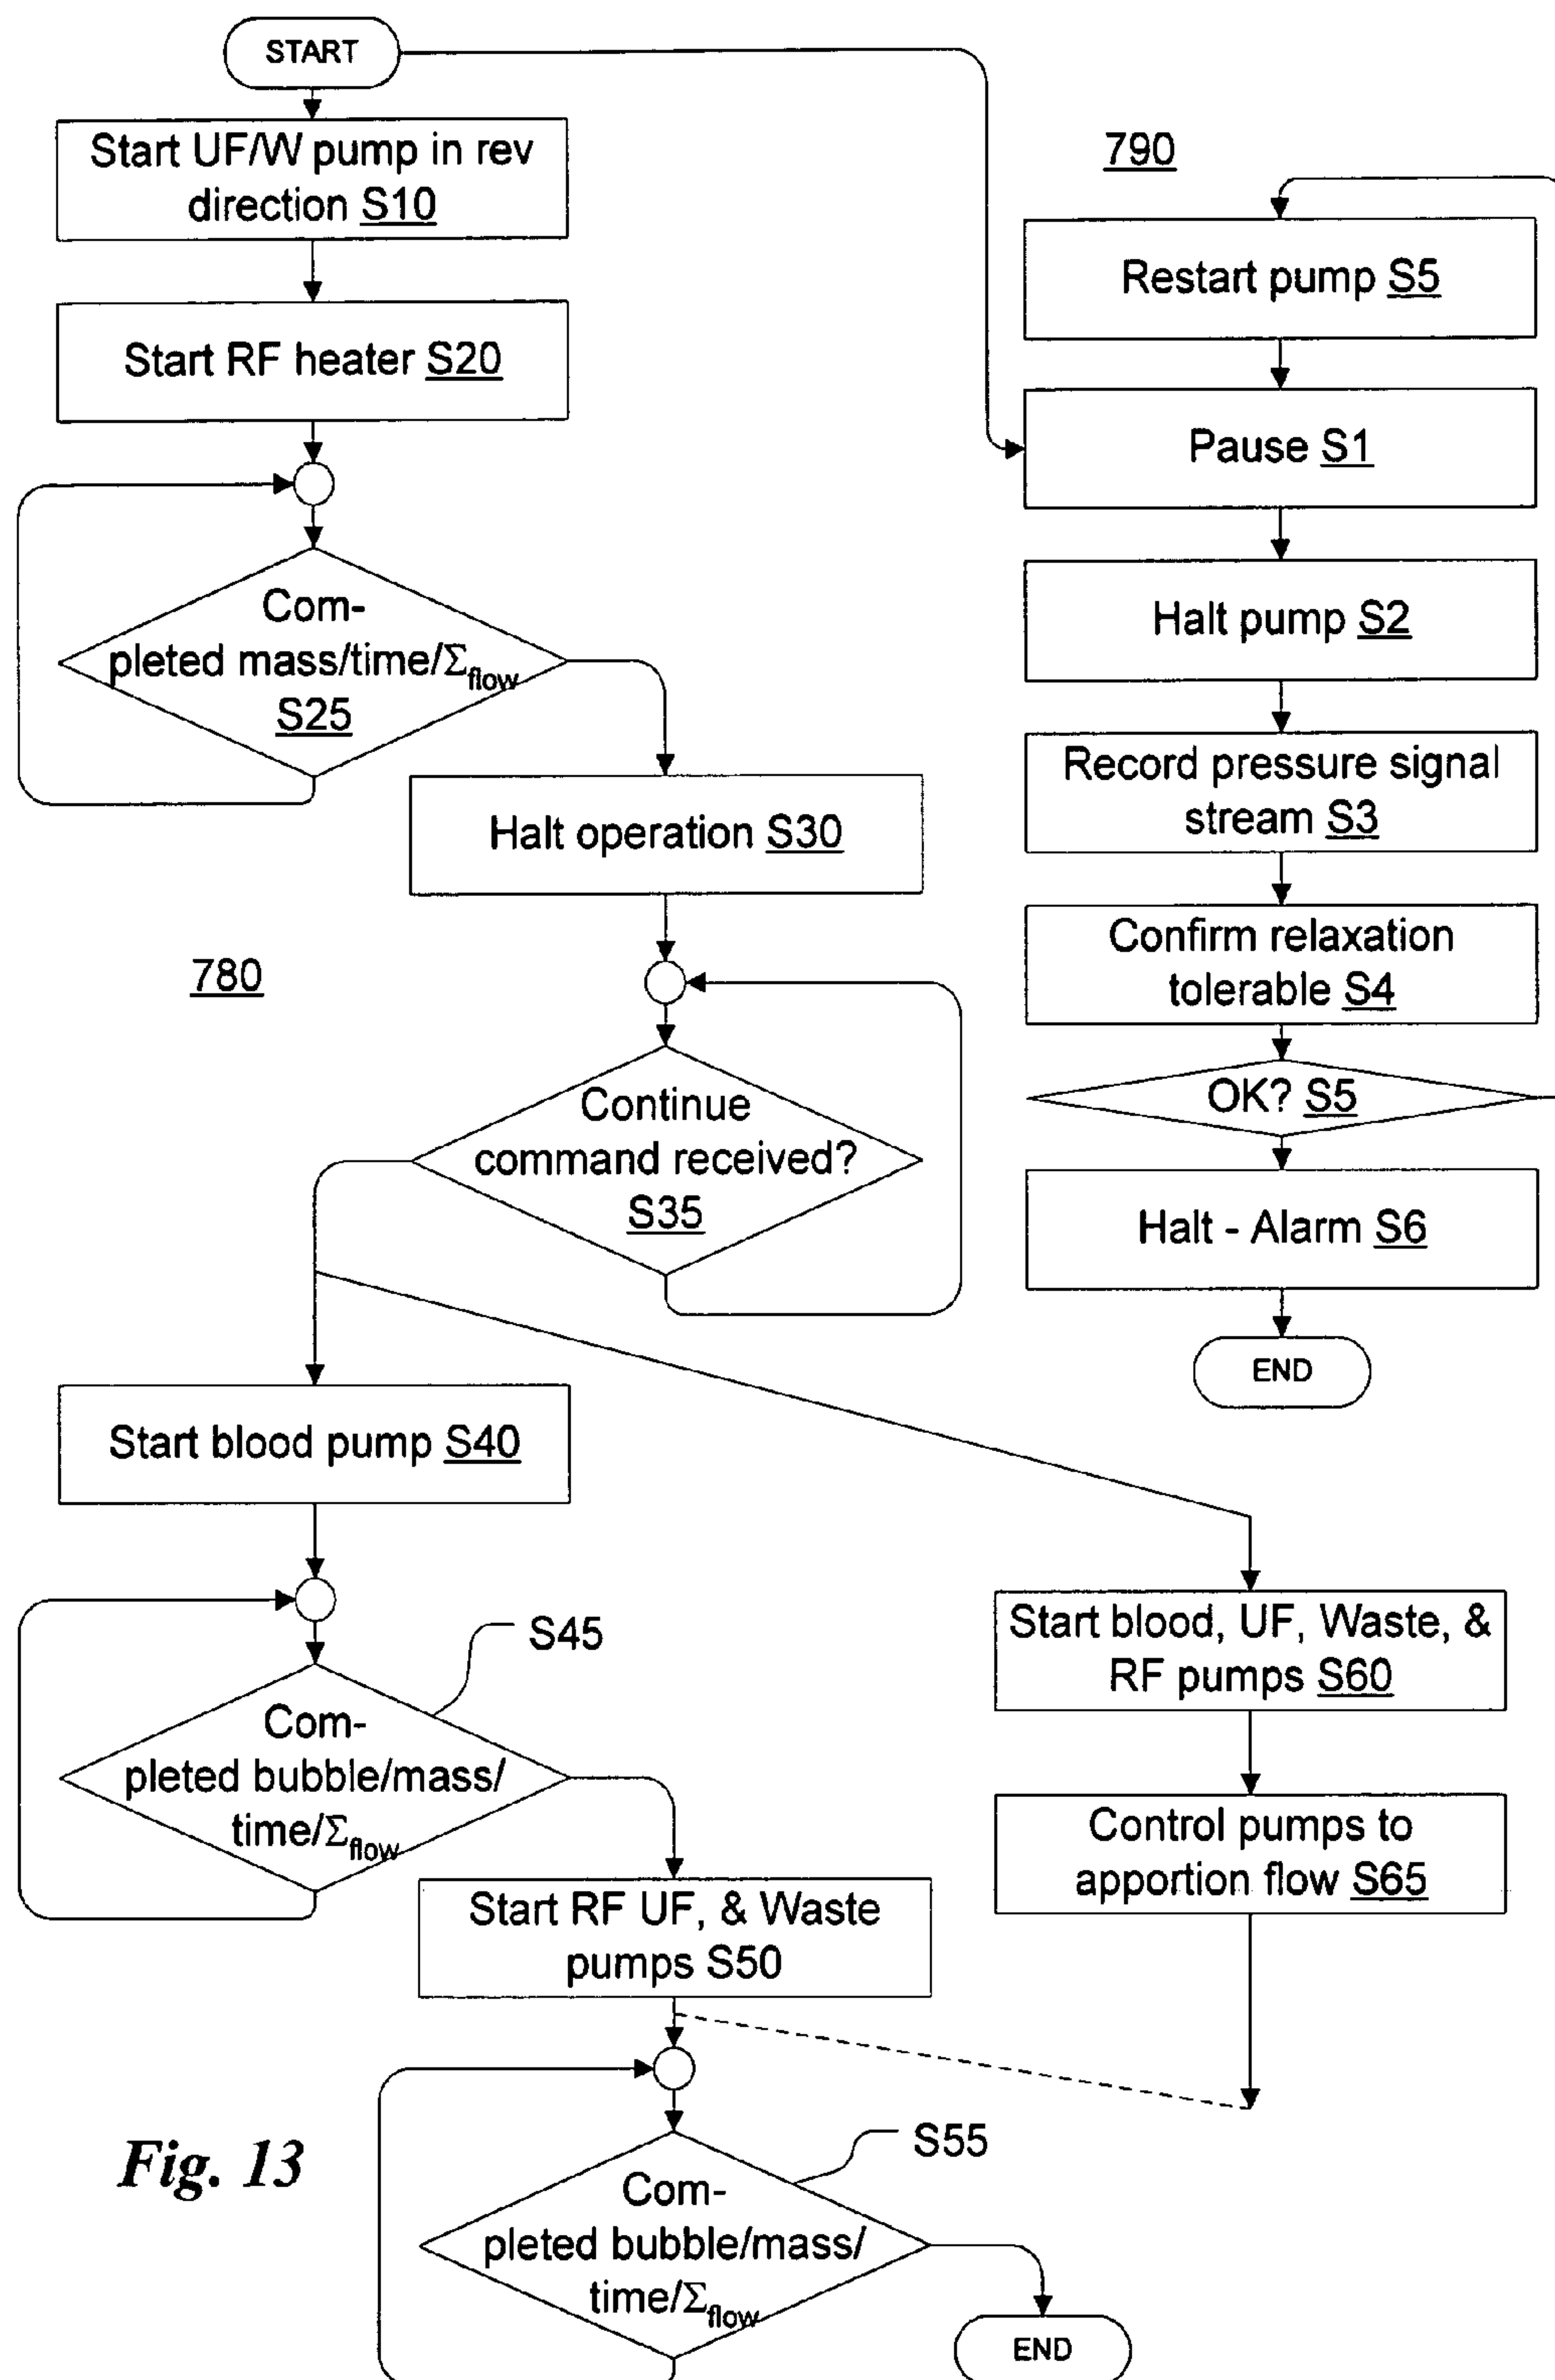 START
Start UF/W pump in rev
direction S10
Start RF heater S20
Com-
pleted mass/time/Σflow
S25
Halt operation S30
780
Continue
command received?
S35
Start blood pump S40
S45
Com-
pleted bubble/mass/
time/Σflow
Start RF UF, & Waste
pumps S50
S55
Com-
pleted bubble/mass/
time/Σflow
END
790
Restart pump S5
Pause S1
Halt pump S2
Record pressure signal
stream S3
Confirm relaxation
tolerable S4
OK? S5
Halt - Alarm S6
END
Start blood, UF, Waste, &
RF pumps S60
Control pumps to
apportion flow S65
Fig. 13